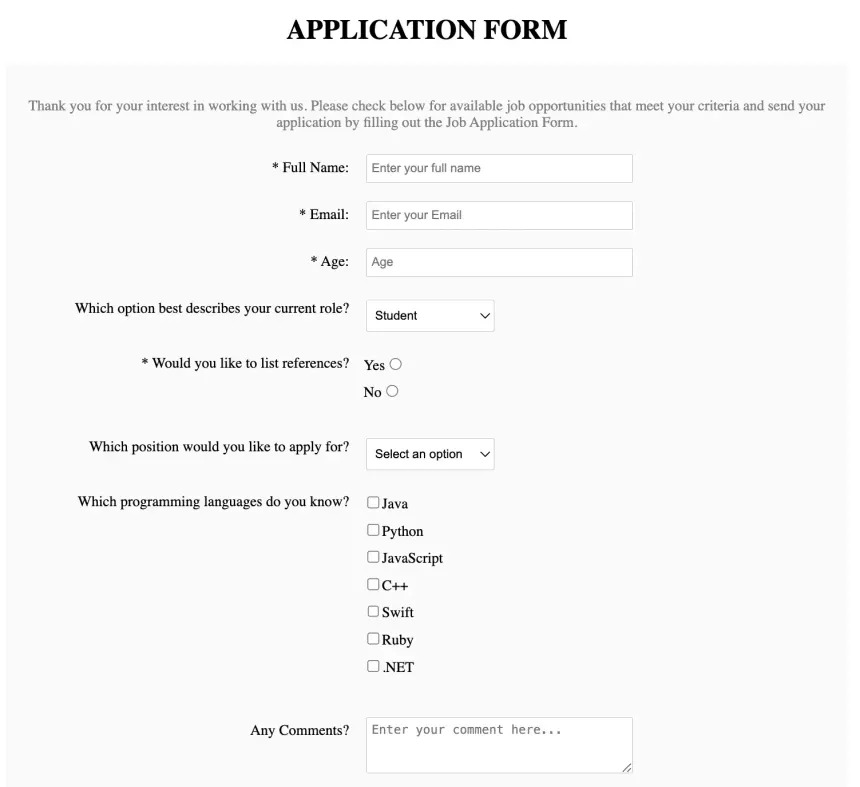 APPLICATION FORM
Thank you for your interest in working with us. Please check below for available job opportunities that meet your criteria and send your
application by filling out the Job Application Form.
* Full Name: Enter your full name
* Email: Enter your Email
* Age: Age
Which option best describes your current role? Student
* Would you like to list references? Yes
No
Which position would you like to apply for? Select an option
Which programming languages do you know? Java
Python
JavaScript
C++
Swift
Ruby
.NET
Any Comments? Enter your comment here...